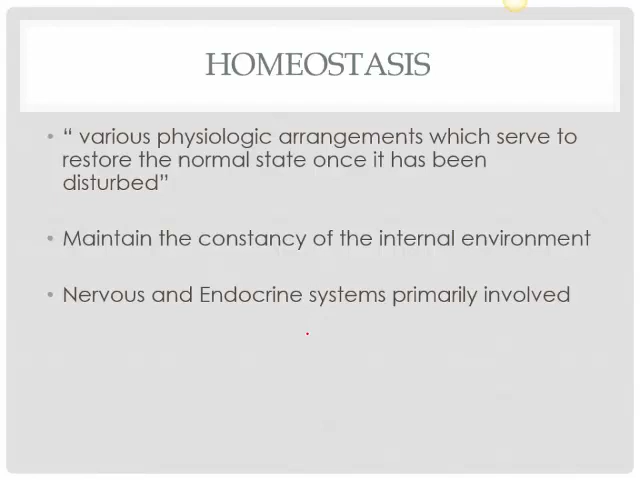 HOMEOSTASIS
• “ various physiologic arrangements which serve to
restore the normal state once it has been
disturbed”
• Maintain the constancy of the internal environment
• Nervous and Endocrine systems primarily involved